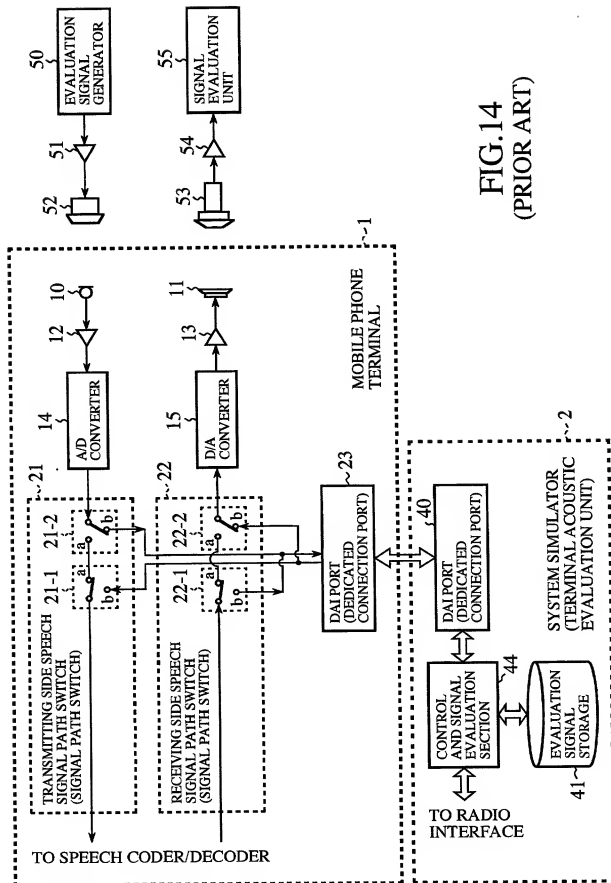 50
EVALUATION
SIGNAL
GENERATOR
51
52
55
SIGNAL
EVALUATION
UNIT
54
53
FIG.14
(PRIOR ART)
1
10
12
14
A/D
CONVERTER
21
21-2
a
b
21-1
a
b
TRANSMITTING SIDE SPEECH
SIGNAL PATH SWITCH
(SIGNAL PATH SWITCH)
11
13
15
D/A
CONVERTER
22
22-2
a
b
22-1
a
b
RECEIVING SIDE SPEECH
SIGNAL PATH SWITCH
(SIGNAL PATH SWITCH)
TO SPEECH CODER/DECODER
MOBILE PHONE
TERMINAL
23
DAI PORT
(DEDICATED
CONNECTION PORT)
2
40
DAI PORT
(DEDICATED
CONNECTION PORT)
SYSTEM SIMULATOR
(TERMINAL ACOUSTIC
EVALUATION UNIT)
44
CONTROL
AND SIGNAL
EVALUATION
SECTION
EVALUATION
SIGNAL
STORAGE
41
TO RADIO
INTERFACE